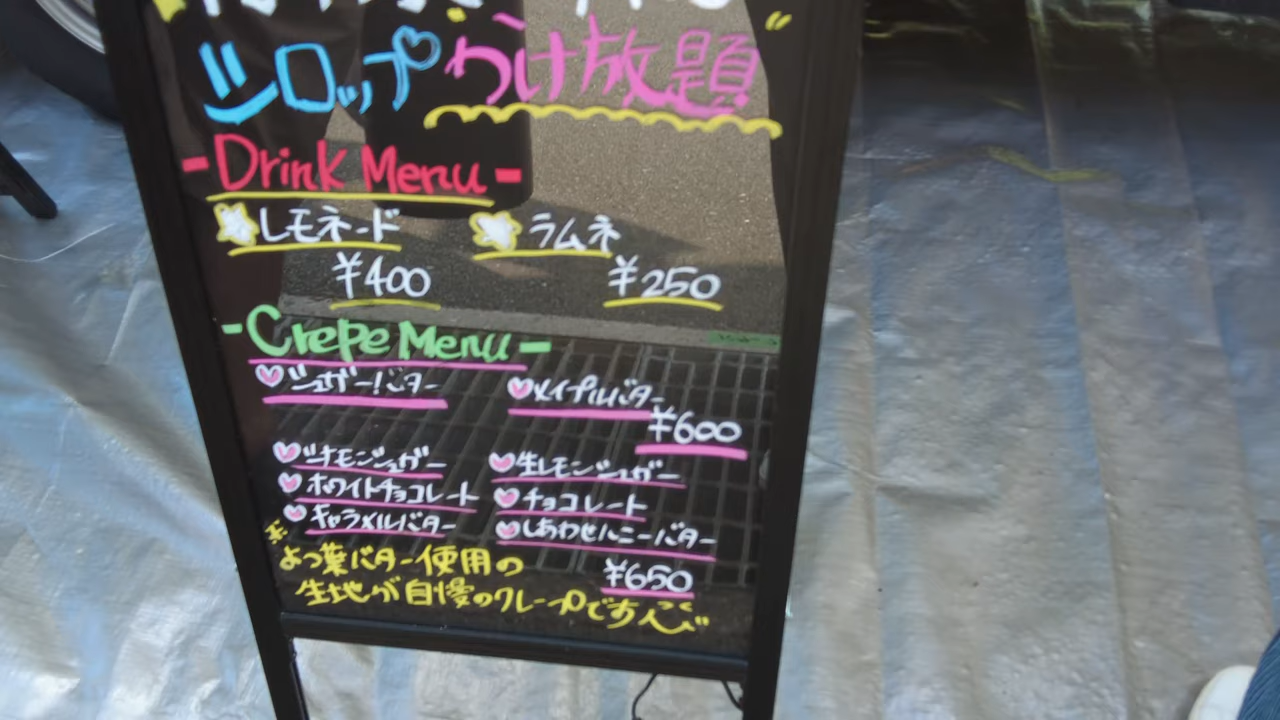 シロップかけ放題
-Drink Menu-
レモネード ラムネ
¥400 ¥250
-Crepe Menu-
シュガーバター メイプルバター
¥600
シナモンシュガー 生レモンシュガー
ホワイトチョコレート チョコレート
キャラメルバター しあわせハニーバター
¥650
よつ葉バター使用の
生地が自慢のクレープです